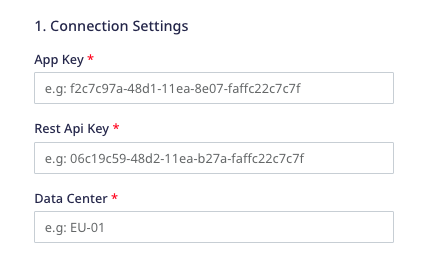 1. Connection Settings
App Key *
e.g: f2c7c97a-48d1-11ea-8e07-faffc22c7c7f
Rest Api Key *
e.g: 06c19c59-48d2-11ea-b27a-faffc22c7c7f
Data Center *
e.g: EU-01